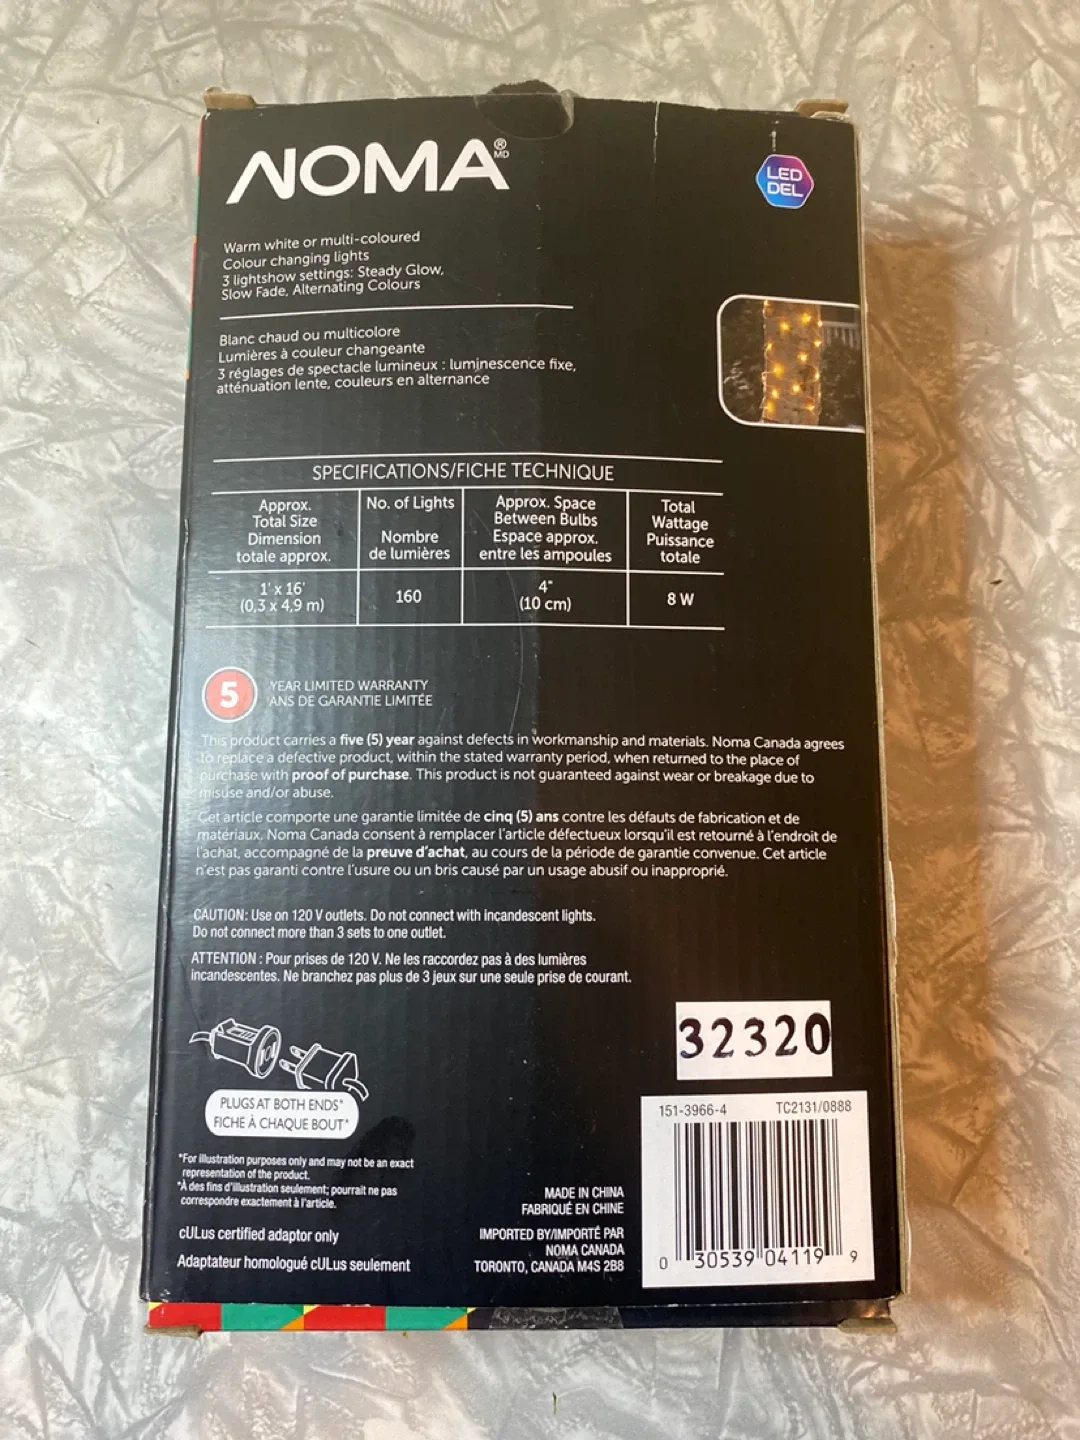 NOMA® MD
LED
DEL
Warm white or multi-coloured
Colour changing lights
3 lightshow settings: Steady Glow,
Slow Fade, Alternating Colours
Blanc chaud ou multicolore
Lumières à couleur changeante
3 réglages de spectacle lumineux : luminescence fixe,
atténuation lente, couleurs en alternance
SPECIFICATIONS/FICHE TECHNIQUE
Approx.
Total Size
Dimension
totale approx.
No. of Lights
Nombre
de lumières
Approx. Space
Between Bulbs
Espace approx.
entre les ampoules
Total
Wattage
Puissance
totale
1' x 16'
(0,3 x 4,9 m)
160
4"
(10 cm)
8 W
5
YEAR LIMITED WARRANTY
ANS DE GARANTIE LIMITÉE
This product carries a five (5) year against defects in workmanship and materials. Noma Canada agrees
to replace a defective product, within the stated warranty period, when returned to the place of
purchase with proof of purchase. This product is not guaranteed against wear or breakage due to
misuse and/or abuse.
Cet article comporte une garantie limitée de cinq (5) ans contre les défauts de fabrication et de
matériaux. Noma Canada consent à remplacer l'article défectueux lorsqu'il est retourné à l'endroit de
l'achat, accompagné de la preuve d'achat, au cours de la période de garantie convenue. Cet article
n'est pas garanti contre l'usure ou un bris causé par un usage abusif ou inapproprié.
CAUTION: Use on 120 V outlets. Do not connect with incandescent lights.
Do not connect more than 3 sets to one outlet.
ATTENTION : Pour prises de 120 V. Ne les raccordez pas à des lumières
incandescentes. Ne branchez pas plus de 3 jeux sur une seule prise de courant.
32320
PLUGS AT BOTH ENDS*
FICHE À CHAQUE BOUT*
*For illustration purposes only and may not be an exact
representation of the product.
*À des fins d'illustration seulement; pourrait ne pas
correspondre exactement à l'article.
cULus certified adaptor only
Adaptateur homologué cULus seulement
MADE IN CHINA
FABRIQUÉ EN CHINE
IMPORTED BY/IMPORTÉ PAR
NOMA CANADA
TORONTO, CANADA M4S 2B8
151-3966-4 TC2131/0888
0 30539 04119 9